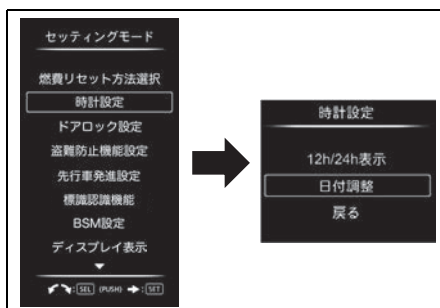 セッティングモード
燃費リセット方法選択
時計設定
ドアロック設定
盗難防止機能設定
先行車発進設定
標識認識機能
BSM設定
ディスプレイ表示
:SEL (PUSH) :SET
時計設定
12h/24h表示
日付調整
戻る